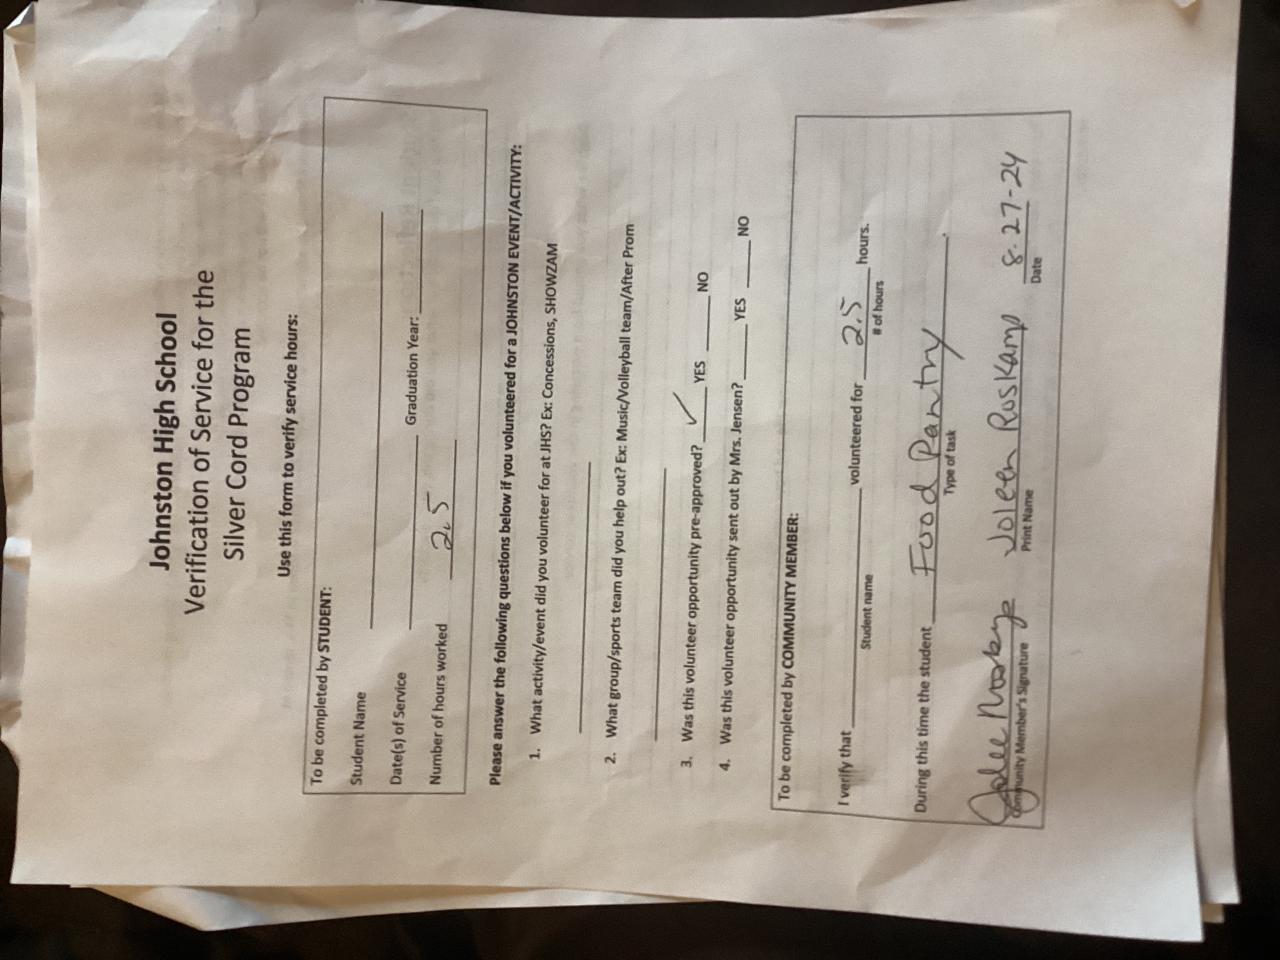 Johnston High School
Verification of Service for the
Silver Cord Program
Use this form to verify service hours:
To be completed by STUDENT:
Student Name
Date(s) of Service Graduation Year:
Number of hours worked 2.5
Please answer the following questions below if you volunteered for a JOHNSTON EVENT/ACTIVITY:
1. What activity/event did you volunteer for at JHS? Ex: Concessions, SHOWZAM
2. What group/sports team did you help out? Ex: Music/Volleyball team/After Prom
3. Was this volunteer opportunity pre-approved? ✓ YES NO
4. Was this volunteer opportunity sent out by Mrs. Jensen? YES NO
To be completed by COMMUNITY MEMBER:
I verify that volunteered for 2.5 hours.
Student name # of hours
During this time the student Food Pantry.
Type of task
Joleen Roskamp 8-27-24
Community Member's Signature Print Name Date